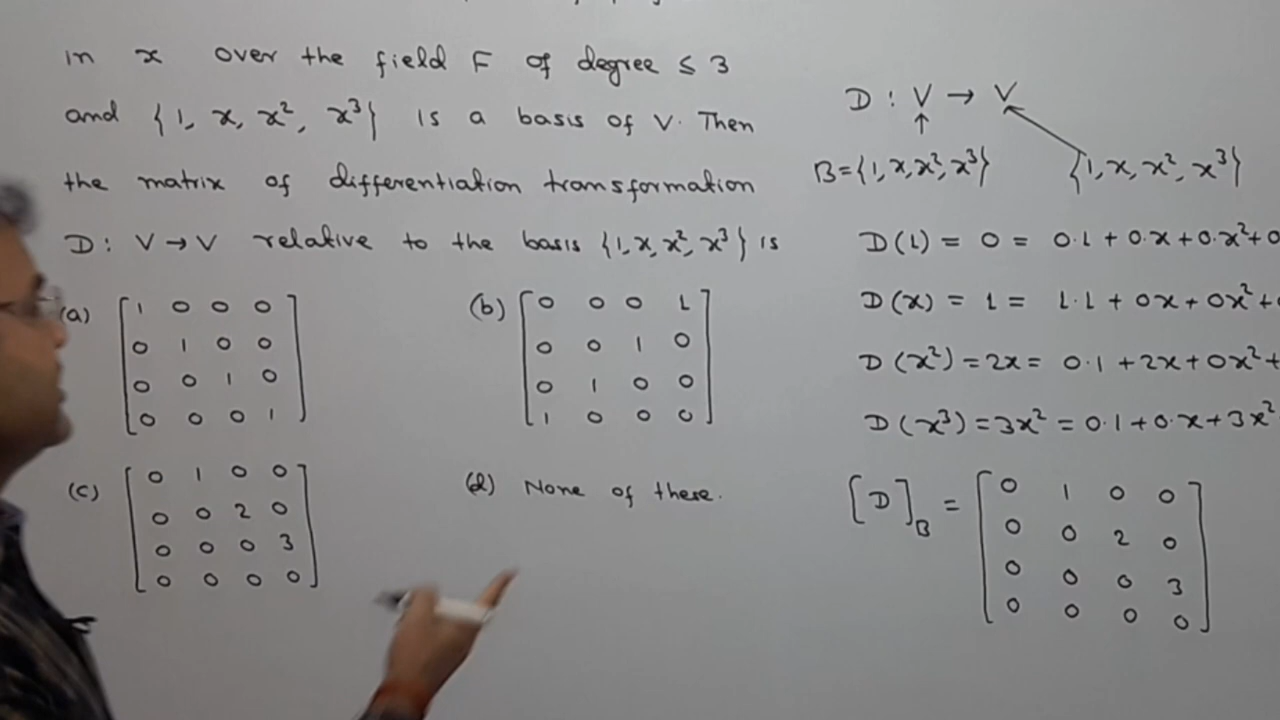 in x over the field F of degree ≤ 3
and {1, x, x², x³} is a basis of V. Then
the matrix of differentiation transformation
D: V → V relative to the basis {1, x, x², x³} is
(a) [1 0 0 0
0 1 0 0
0 0 1 0
0 0 0 1]
(b) [0 0 0 1
0 0 1 0
0 1 0 0
1 0 0 0]
(c) [0 1 0 0
0 0 2 0
0 0 0 3
0 0 0 0]
(d) None of these.
D : V → V
B = {1, x, x², x³} {1, x, x², x³}
D(1) = 0 = 0·1 + 0·x + 0·x² + 0
D(x) = 1 = 1·1 + 0x + 0x² +
D(x²) = 2x = 0·1 + 2x + 0x² +
D(x³) = 3x² = 0·1 + 0·x + 3x²
[D]B = [0 1 0 0
0 0 2 0
0 0 0 3
0 0 0 0]